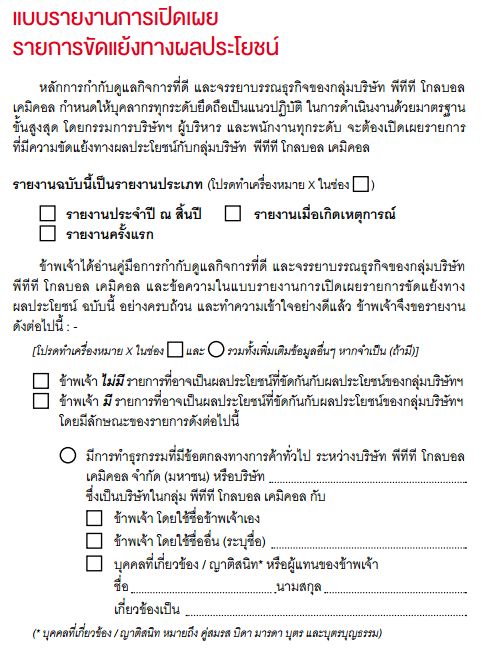 แบบรายงานการเปิดเผย
รายการขัดแย้งทางผลประโยชน์
หลักการกำกับดูแลกิจการที่ดี และจรรยาบรรณธุรกิจของกลุ่มบริษัท พีทีที โกลบอล
เคมิคอล กำหนดให้บุคลากรทุกระดับยึดถือเป็นแนวปฏิบัติ ในการดำเนินงานด้วยมาตรฐาน
ขั้นสูงสุด โดยกรรมการบริษัทฯ ผู้บริหาร และพนักงานทุกระดับ จะต้องเปิดเผยรายการ
ที่มีความขัดแย้งทางผลประโยชน์กับกลุ่มบริษัท พีทีที โกลบอล เคมิคอล
รายงานฉบับนี้เป็นรายงานประเภท (โปรดทำเครื่องหมาย X ในช่อง )
รายงานประจำปี ณ สิ้นปี รายงานเมื่อเกิดเหตุการณ์
รายงานครั้งแรก
ข้าพเจ้าได้อ่านคู่มือการกำกับดูแลกิจการที่ดี และจรรยาบรรณธุรกิจของกลุ่มบริษัท
พีทีที โกลบอล เคมิคอล และข้อความในแบบรายงานการเปิดเผยรายการขัดแย้งทาง
ผลประโยชน์ ฉบับนี้ อย่างครบถ้วน และทำความเข้าใจอย่างดีแล้ว ข้าพเจ้าจึงขอรายงาน
ดังต่อไปนี้ : -
[โปรดทำเครื่องหมาย X ในช่อง และ รวมทั้งเพิ่มเติมข้อมูลอื่นๆ หากจำเป็น (ถ้ามี)]
ข้าพเจ้า ไม่มี รายการที่อาจเป็นผลประโยชน์ที่ขัดกันกับผลประโยชน์ของกลุ่มบริษัทฯ
ข้าพเจ้า มี รายการที่อาจเป็นผลประโยชน์ที่ขัดกันกับผลประโยชน์ของกลุ่มบริษัทฯ
โดยมีลักษณะของรายการดังต่อไปนี้
มีการทำธุรกรรมที่มีข้อตกลงทางการค้าทั่วไป ระหว่างบริษัท พีทีที โกลบอล
เคมิคอล จำกัด (มหาชน) หรือบริษัท
ซึ่งเป็นบริษัทในกลุ่ม พีทีที โกลบอล เคมิคอล กับ
ข้าพเจ้า โดยใช้ชื่อข้าพเจ้าเอง
ข้าพเจ้า โดยใช้ชื่ออื่น (ระบุชื่อ)
บุคคลที่เกี่ยวข้อง / ญาติสนิท* หรือผู้แทนของข้าพเจ้า
ชื่อ นามสกุล
เกี่ยวข้องเป็น
(* บุคคลที่เกี่ยวข้อง / ญาติสนิท หมายถึง คู่สมรส บิดา มารดา บุตร และบุตรบุญธรรม)